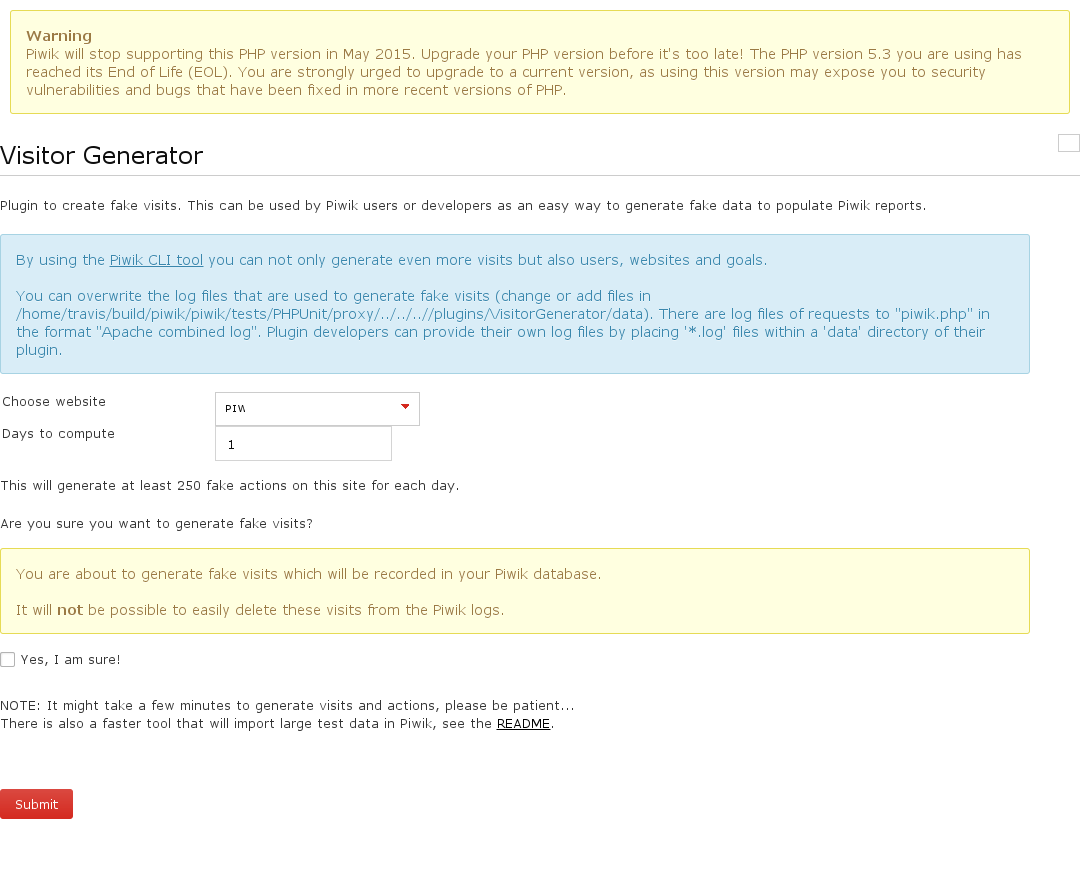 Warning
Piwik will stop supporting this PHP version in May 2015. Upgrade your PHP version before it's too late! The PHP version 5.3 you are using has
reached its End of Life (EOL). You are strongly urged to upgrade to a current version, as using this version may expose you to security
vulnerabilities and bugs that have been fixed in more recent versions of PHP.
Visitor Generator
Plugin to create fake visits. This can be used by Piwik users or developers as an easy way to generate fake data to populate Piwik reports.
By using the Piwik CLI tool you can not only generate even more visits but also users, websites and goals.
You can overwrite the log files that are used to generate fake visits (change or add files in
/home/travis/build/piwik/piwik/tests/PHPUnit/proxy/../../..//plugins/VisitorGenerator/data). There are log files of requests to "piwik.php" in
the format "Apache combined log". Plugin developers can provide their own log files by placing '*.log' files within a 'data' directory of their
plugin.
Choose website
Days to compute
1
This will generate at least 250 fake actions on this site for each day.
Are you sure you want to generate fake visits?
You are about to generate fake visits which will be recorded in your Piwik database.
It will not be possible to easily delete these visits from the Piwik logs.
Yes, I am sure!
NOTE: It might take a few minutes to generate visits and actions, please be patient...
There is also a faster tool that will import large test data in Piwik, see the README.
Submit